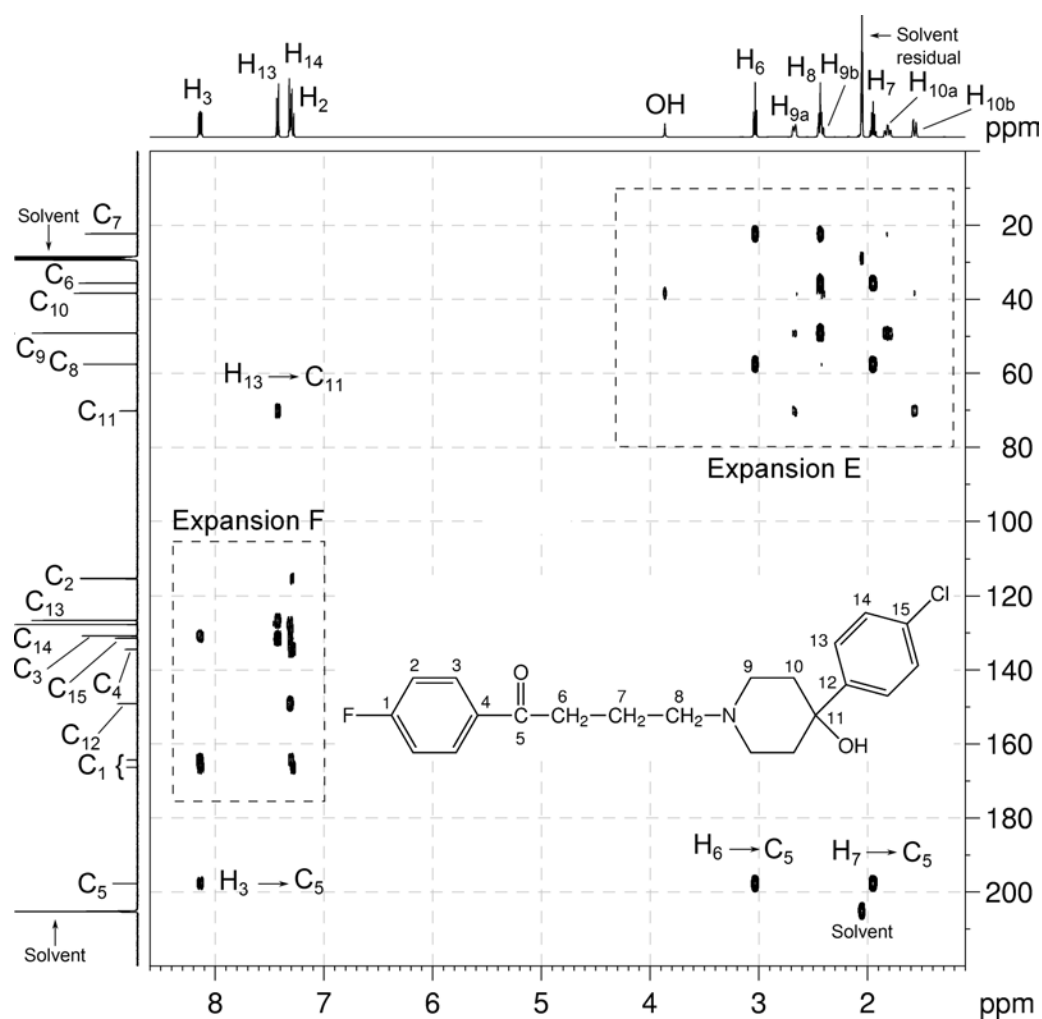 Solvent
residual
H₃
H₁₃
H₁₄
H₂
OH
H₆
H₉ₐ
H₈
H₉b
H₇
H₁₀ₐ
H₁₀b
ppm
Solvent
C₇
C₆
C₁₀
C₉
C₈
C₁₁
C₂
C₁₃
C₁₄
C₃
C₁₅
C₄
C₁₂
C₁ {
C₅
Solvent
20
40
60
80
100
120
140
160
180
200
H₁₃ → C₁₁
Expansion E
Expansion F
F
1
2
3
4
O
5
6
CH₂
7
CH₂
8
CH₂
N
9
10
11
OH
12
13
14
15
Cl
H₆ → C₅
H₇ → C₅
H₃ → C₅
Solvent
8 7 6 5 4 3 2 ppm